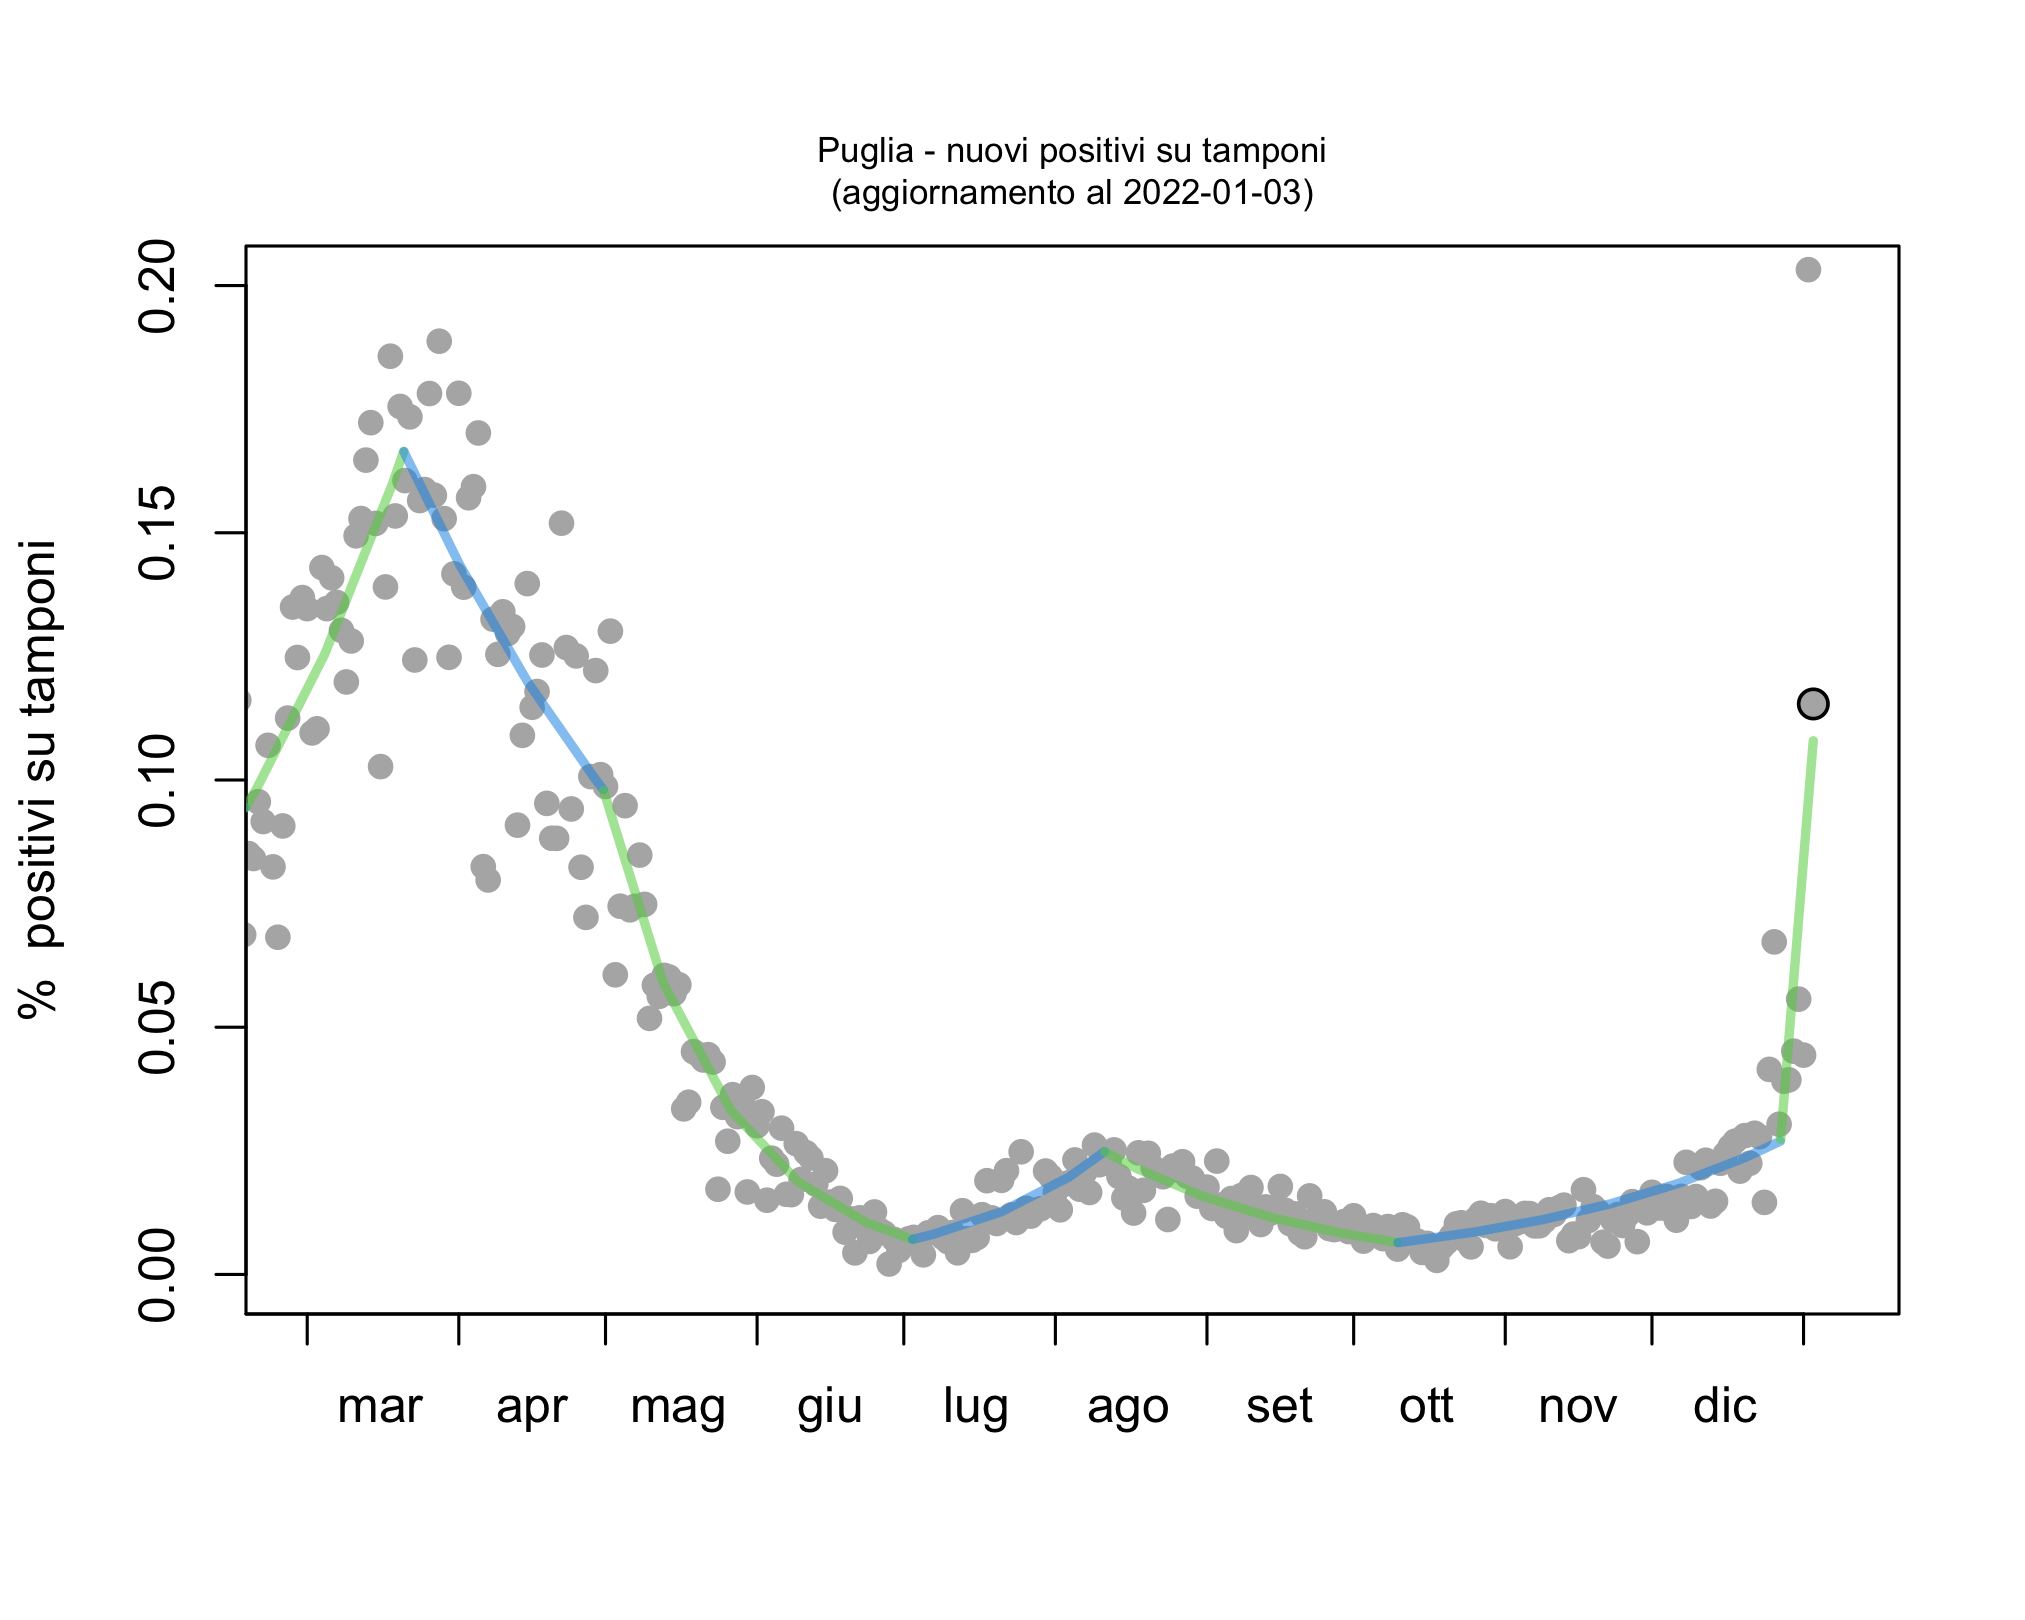 Puglia - nuovi positivi su tamponi
(aggiornamento al 2022-01-03)
% positivi su tamponi
0.20
0.15
0.10
0.05
0.00
mar apr mag giu lug ago set ott nov dic